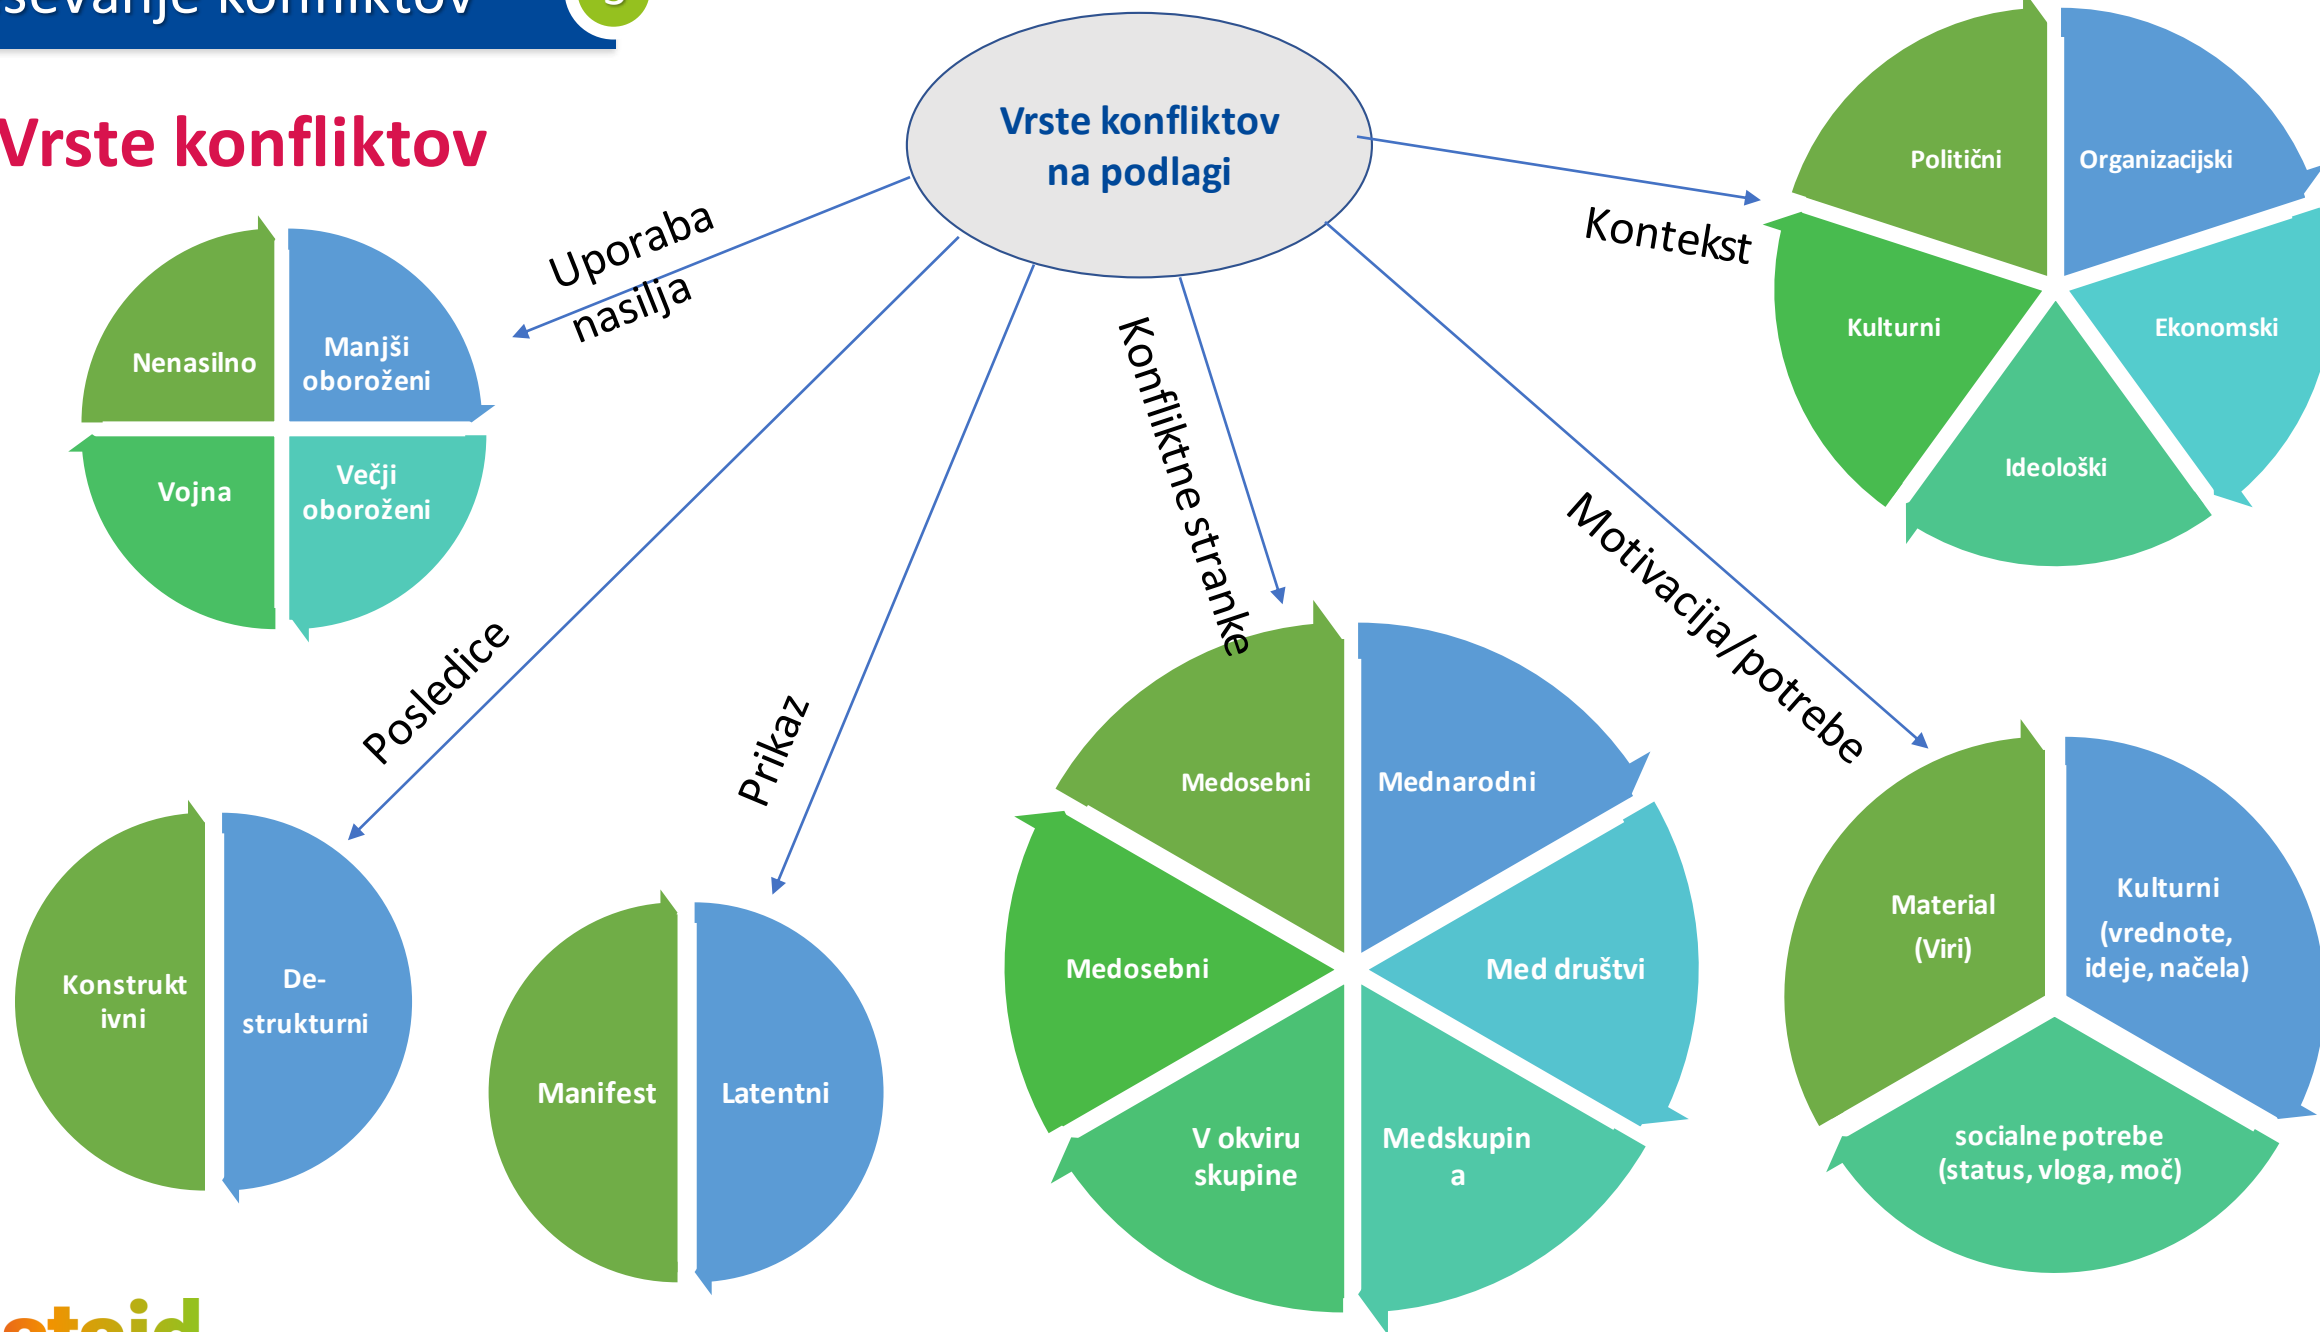 ševanje konfliktov
Vrste konfliktov
Vrste konfliktov
na podlagi
Uporaba
nasilja
Posledice
Prikaz
Konfliktne stranke
Motivacija/potrebe
Kontekst
Nenasilno
Manjši
oboroženi
Vojna
Večji
oboroženi
Politični
Organizacijski
Kulturni
Ekonomski
Ideološki
Konstrukt
ivni
De-
strukturni
Manifest
Latentni
Medosebni
Mednarodni
Medosebni
Med društvi
V okviru
skupine
Medskupin
a
Material
(Viri)
Kulturni
(vrednote,
ideje, načela)
socialne potrebe
(status, vloga, moč)